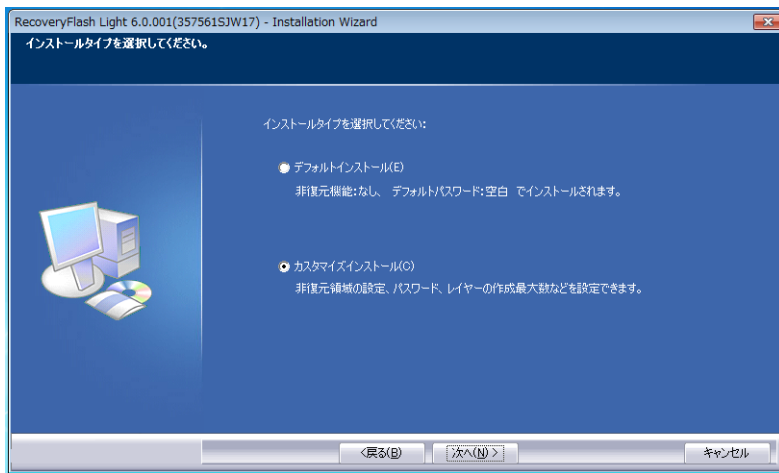 RecoveryFlash Light 6.0.001(357561SJW17) - Installation Wizard
インストールタイプを選択してください。
インストールタイプを選択してください:
デフォルトインストール(E)
非復元機能:なし、 デフォルトパスワード:空白 でインストールされます。
カスタマイズインストール(C)
非復元領域の設定、パスワード、レイヤーの作成最大数などを設定できます。
<戻る(B) 次へ(N) > キャンセル